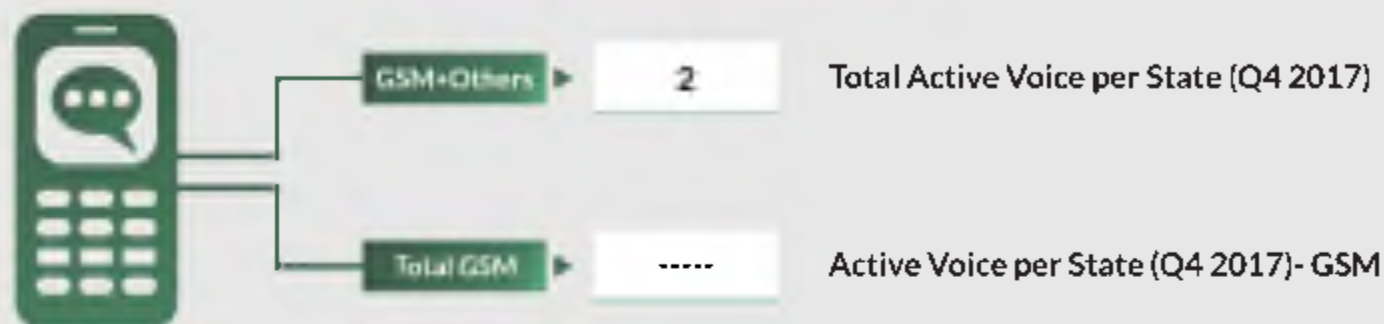 GSM+Others
2
Total Active Voice per State (Q4 2017)
Total GSM
-----
Active Voice per State (Q4 2017)- GSM